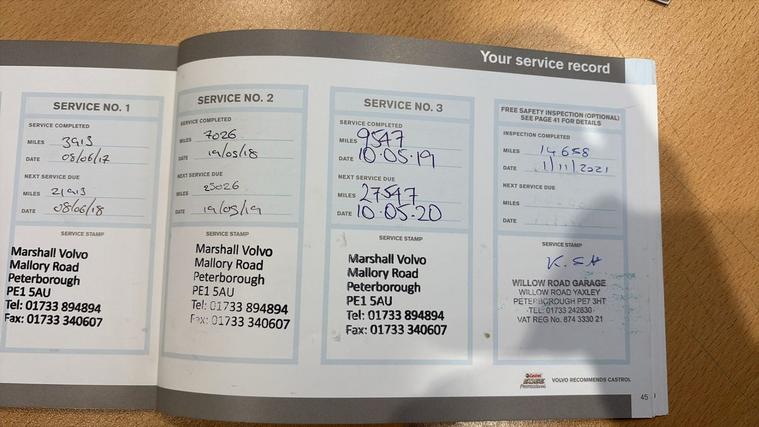 Your service record
SERVICE NO. 1
SERVICE COMPLETED
MILES 3913
DATE 08/06/17
NEXT SERVICE DUE
MILES 21913
DATE 08/06/18
SERVICE STAMP
Marshall Volvo
Mallory Road
Peterborough
PE1 5AU
Tel: 01733 894894
Fax: 01733 340607
SERVICE NO. 2
SERVICE COMPLETED
MILES 7026
DATE 19/05/18
NEXT SERVICE DUE
MILES 25026
DATE 19/05/19
SERVICE STAMP
Marshall Volvo
Mallory Road
Peterborough
PE1 5AU
Tel: 01733 894894
Fax: 01733 340607
SERVICE NO. 3
SERVICE COMPLETED
MILES 9547
DATE 10.05.19
NEXT SERVICE DUE
MILES 27547
DATE 10.05.20
SERVICE STAMP
Marshall Volvo
Mallory Road
Peterborough
PE1 5AU
Tel: 01733 894894
Fax: 01733 340607
FREE SAFETY INSPECTION (OPTIONAL)
SEE PAGE 41 FOR DETAILS
INSPECTION COMPLETED
MILES 14658
DATE 1/11/2021
NEXT SERVICE DUE
MILES
DATE
SERVICE STAMP
WILLOW ROAD GARAGE
WILLOW ROAD YAXLEY
PETERBOROUGH PE7 3HT
TEL: 01733 242830
VAT REG No. 874 3330 21
Castrol
EDGE
Professional
VOLVO RECOMMENDS CASTROL
45